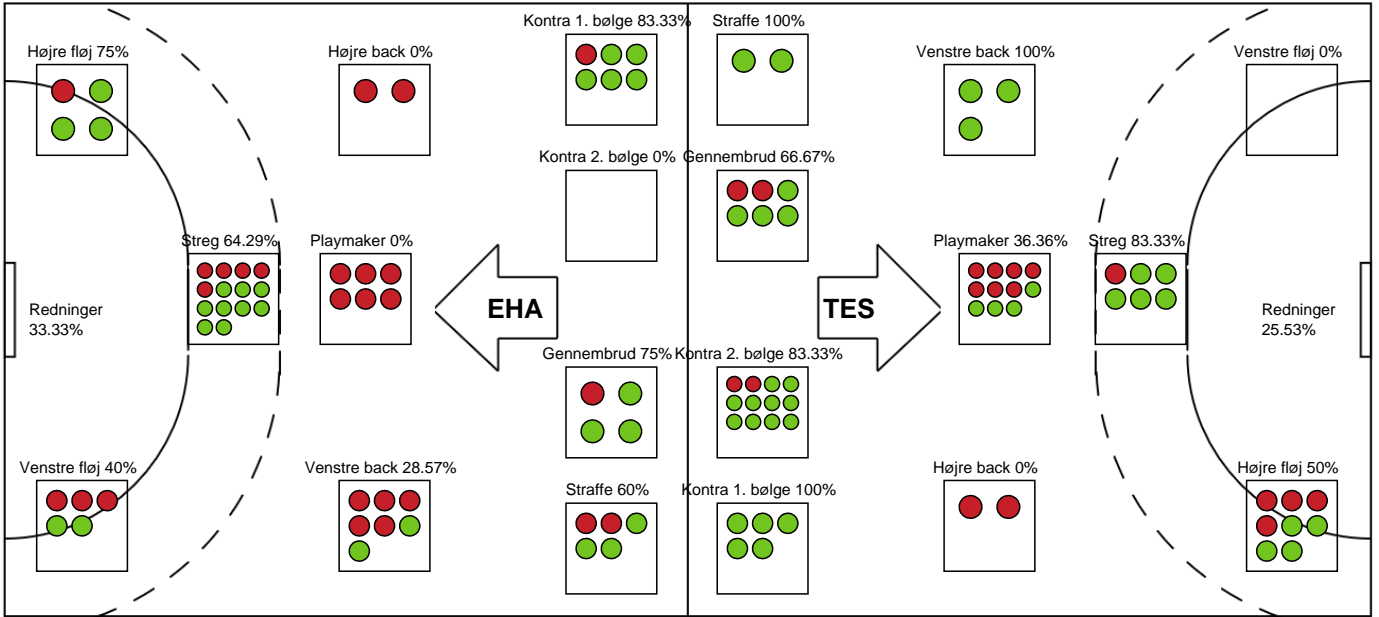 Kontra 1. bølge 83.33%
Straffe 100%
Højre fløj 75%
Højre back 0%
Venstre back 100%
Venstre fløj 0%
Kontra 2. bølge 0%
Gennembrud 66.67%
Streg 64.29%
Playmaker 0%
Playmaker 36.36%
Streg 83.33%
EHA
TES
Redninger
33.33%
Redninger
25.53%
Gennembrud 75%
Kontra 2. bølge 83.33%
Venstre fløj 40%
Venstre back 28.57%
Højre back 0%
Højre fløj 50%
Straffe 60%
Kontra 1. bølge 100%